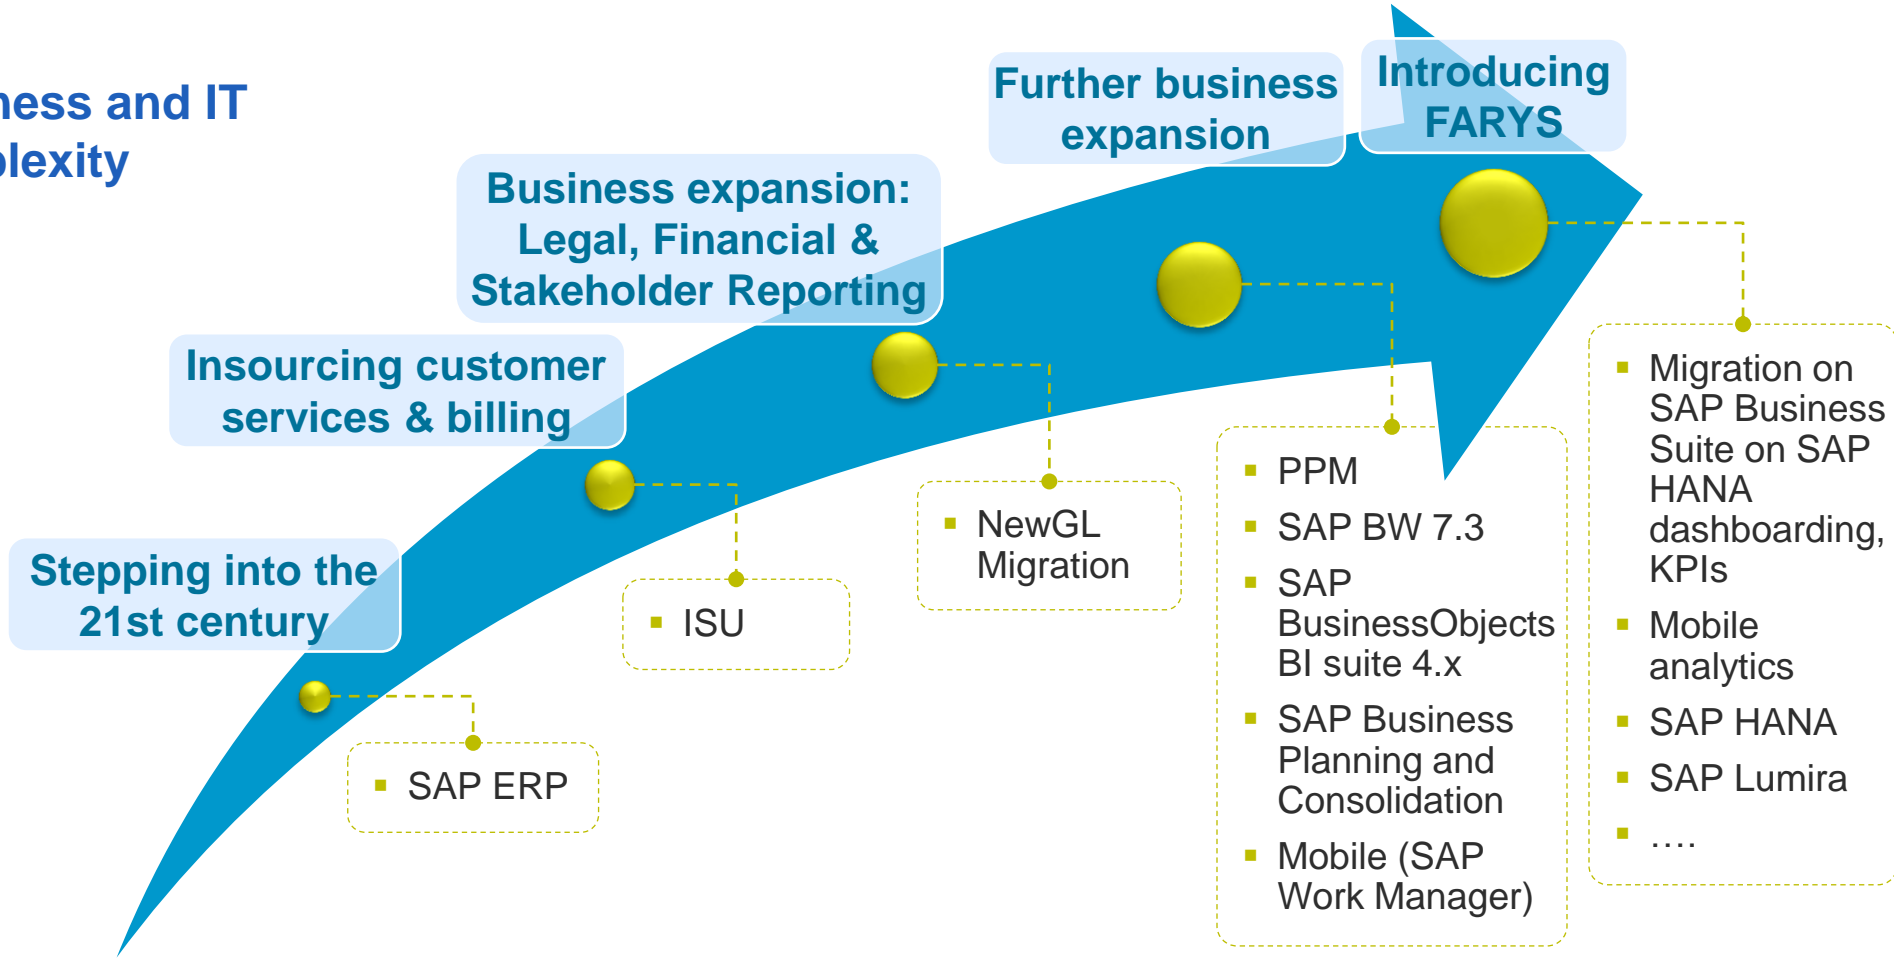 ness and IT
plexity
Further business
expansion
Introducing
FARYS
Business expansion:
Legal, Financial &
Stakeholder Reporting
Insourcing customer
services & billing
Stepping into the
21st century
SAP ERP
ISU
NewGL
Migration
PPM
SAP BW 7.3
SAP
BusinessObjects
BI suite 4.x
SAP Business
Planning and
Consolidation
Mobile (SAP
Work Manager)
Migration on
SAP Business
Suite on SAP
HANA
dashboarding,
KPIs
Mobile
analytics
SAP HANA
SAP Lumira
….